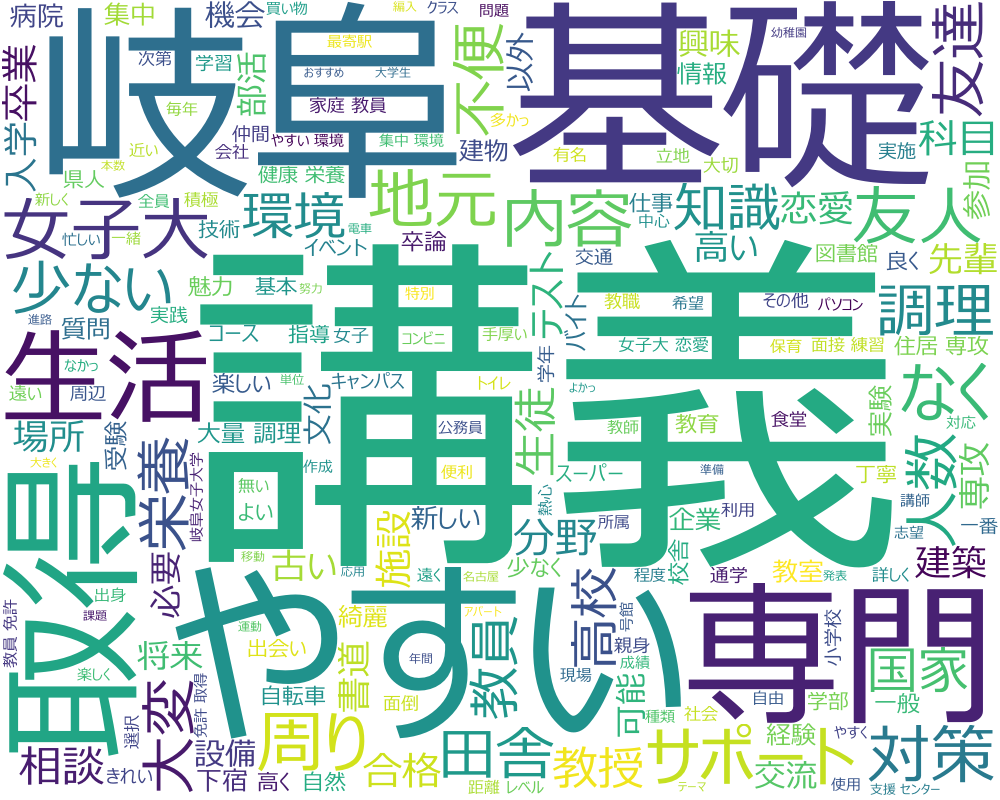 病院
集中
機会
買い物
編入
クラス
問題
幼稚園
岐阜
基礎
次第
学習
最寄駅
おすすめ
大学生
部活
不便
以外
興味
情報
友達
卒業
毎年
家庭 教員
多かっ
仲間
やすい 環境
集中 環境
建物
有名
立地
大切
実施
科目
入学
近い
本数
会社
県人
健康 栄養
地元
内容
仕事
中心
知識
恋愛
友人
参加
新しく
全員
積極
女子大
環境
技術
電車
イベント
卒論
テスト
交通
高い
図書館
良く
先輩
忙しい
一緒
少ない
魅力
基本
努力
特別
講義
教職
希望
その他
パソコン
調理
進路
質問
実践
コース
指導
女子
コンビニ
手厚い
バイト
女子大 恋愛
保育
面接 練習
住居 専攻
生活
なかっ
遠い
周辺
楽しい
単位
キャンパス
トイレ
学年
よかっ
実験
なく
対応
場所
受験
大量 調理
文化
公務員
生徒
教師
教育
食堂
人数
専攻
取得
大きく
栄養
岐阜女子大学
作成
無い
よい
便利
熱心
スーパー
準備
丁寧
講師
新しい
分野
所属
企業
利用
志望
一番
必要
移動
古い
応用
施設
遠く
名古屋
少なく
校舎
程度
通学
教室
発表
詳しく
建築
教員 免許
出身
課題
やすい
専門
将来
出会い
運動
綺麗
アパート
高校
号館
親身
小学校
楽しく
大変
免許 取得
自転車
書道
年間
教員
現場
成績
可能
国家
選択
面倒
種類
社会
自由
学部
一般
相談
きれい
設備
周り
田舎
サポート
経験
やすく
対策
下宿
高く
自然
合格
距離
レベル
教授
テーマ
交流
使用
支援 センター